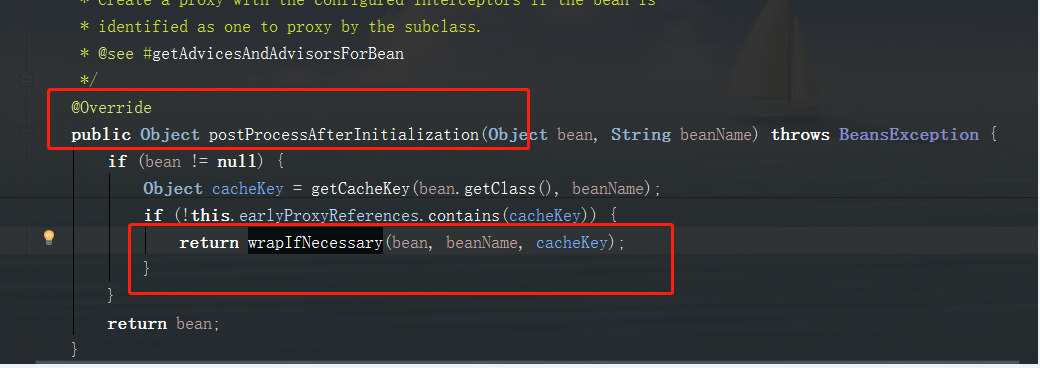 * Create a proxy with the configured interceptors if the bean is
* identified as one to proxy by the subclass.
* @see #getAdvicesAndAdvisorsForBean
*/
@Override
public Object postProcessAfterInitialization(Object bean, String beanName) throws BeansException {
if (bean != null) {
Object cacheKey = getCacheKey(bean.getClass(), beanName);
if (!this.earlyProxyReferences.contains(cacheKey)) {
return wrapIfNecessary(bean, beanName, cacheKey);
}
}
return bean;
}